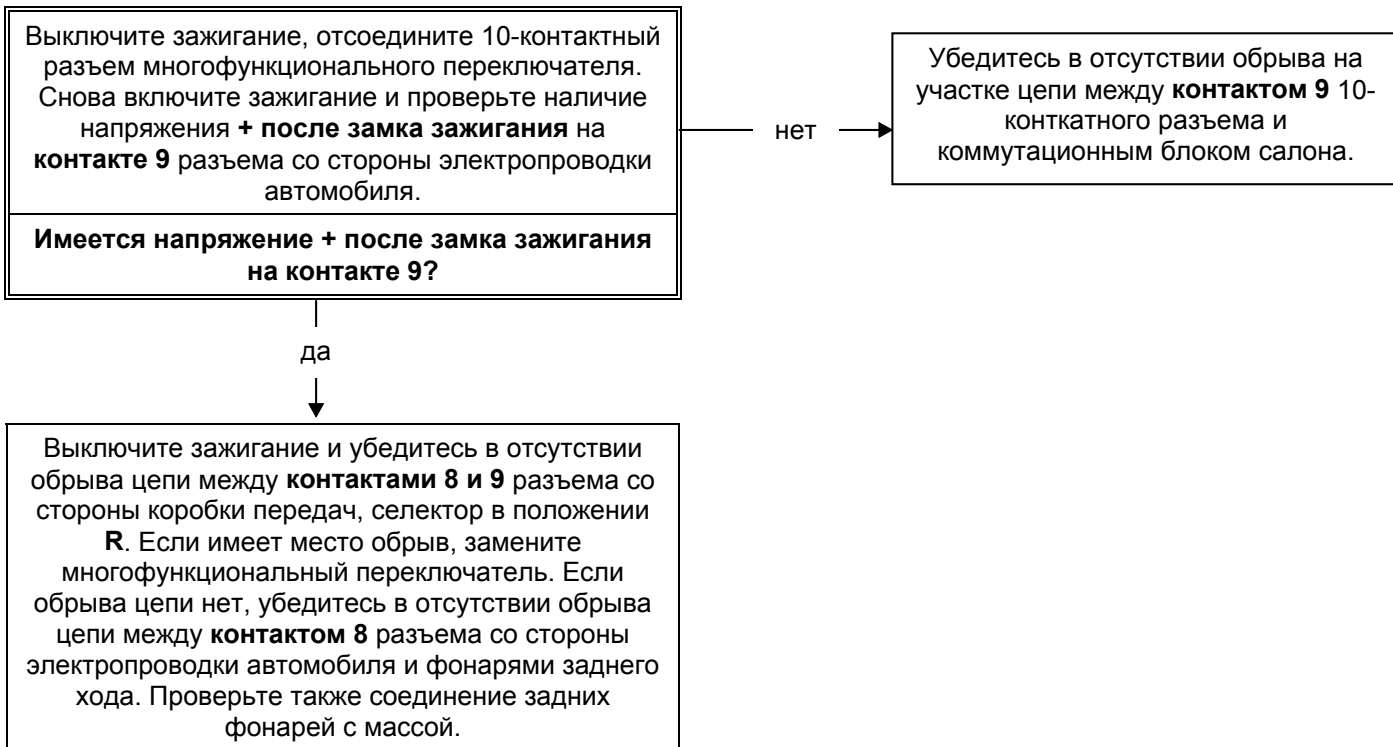 Выключите зажигание, отсоедините 10-контактный
разъем многофункционального переключателя.
Снова включите зажигание и проверьте наличие
напряжения + после замка зажигания на
контакте 9 разъема со стороны электропроводки
автомобиля.
Имеется напряжение + после замка зажигания
на контакте 9?
нет
Убедитесь в отсутствии обрыва на
участке цепи между контактом 9 10-
конткатного разъема и
коммутационным блоком салона.
да
Выключите зажигание и убедитесь в отсутствии
обрыва цепи между контактами 8 и 9 разъема со
стороны коробки передач, селектор в положении
R. Если имеет место обрыв, замените
многофункциональный переключатель. Если
обрыва цепи нет, убедитесь в отсутствии обрыва
цепи между контактом 8 разъема со стороны
электропроводки автомобиля и фонарями заднего
хода. Проверьте также соединение задних
фонарей с массой.